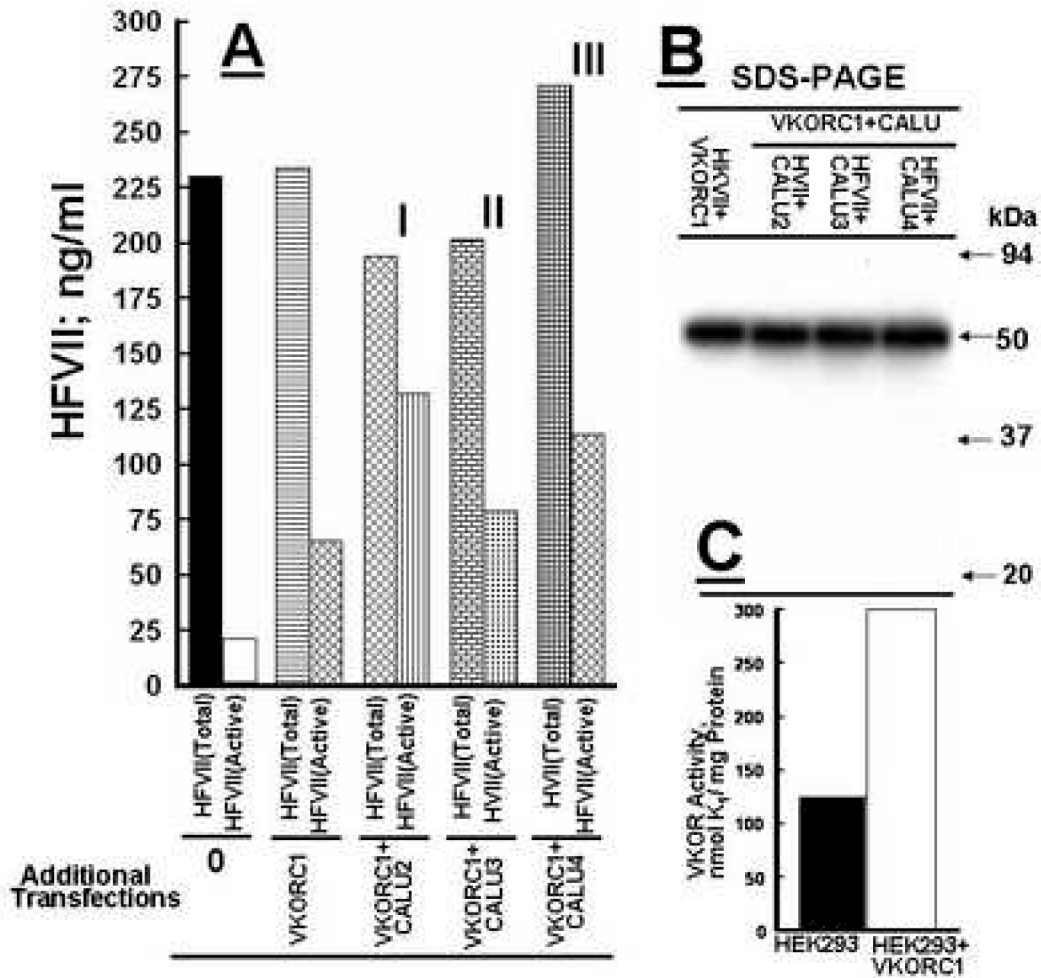 A
300
275
250
225
200
175
150
125
100
75
50
25
0
HFVII; ng/ml
I
II
III
HFVII(Total)
HFVII(Active)
HFVII(Total)
HFVII(Active)
HFVII(Total)
HFVII(Active)
HFVII(Total)
HVII(Active)
HVII(Total)
HFVII(Active)
Additional
Transfections
0
VKORC1
VKORC1+
CALU2
VKORC1+
CALU3
VKORC1+
CALU4
B
SDS-PAGE
VKORC1+CALU
HKVII+
VKORC1
HVII+
CALU2
HFVII+
CALU3
HFVII+
CALU4
kDa
94
50
37
20
C
300
250
200
150
100
50
0
VKOR Activity,
nmol K1/ mg Protein
HEK293
HEK293+
VKORC1